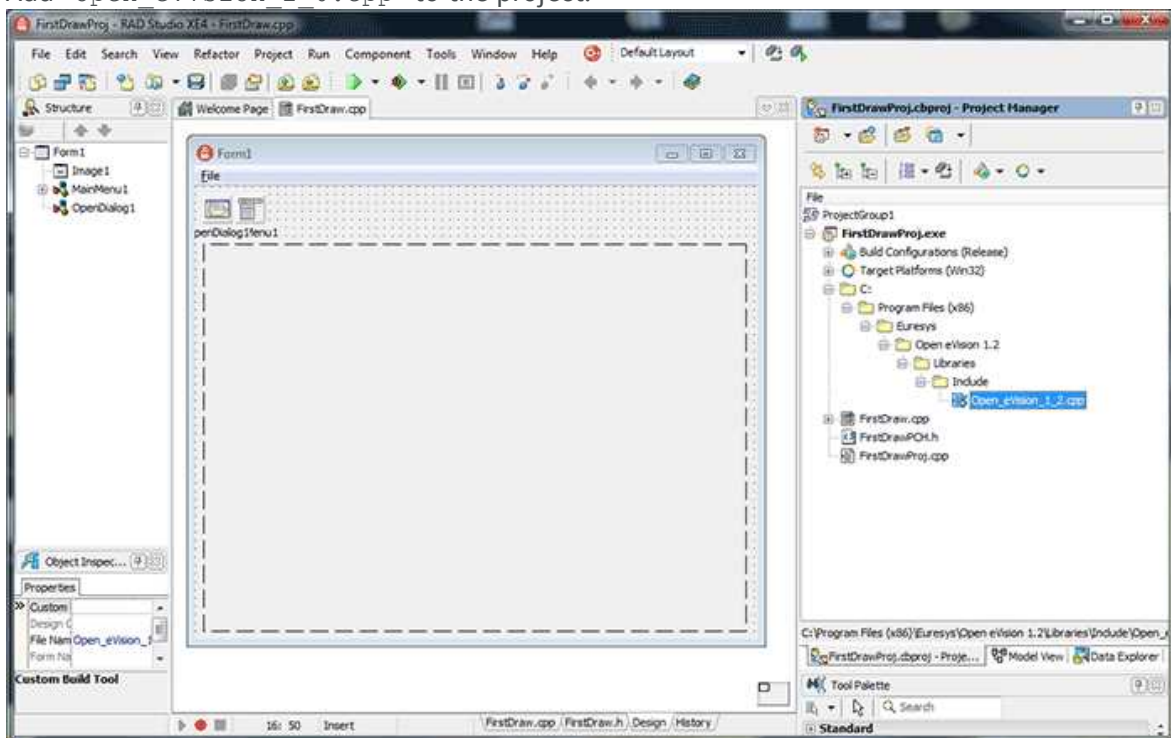 FirstDrawProj - RAD Studio XE4 - FirstDraw.cpp
File Edit Search View Refactor Project Run Component Tools Window Help Default Layout
Structure
Welcome Page FirstDraw.cpp
FirstDrawProj.cbproj - Project Manager
Form1
Image1
MainMenu1
OpenDialog1
Form1
File
penDialog1Menu1
File
ProjectGroup1
FirstDrawProj.exe
Build Configurations (Release)
Target Platforms (Win32)
C:
Program Files (x86)
Euresys
Open eVision 1.2
Libraries
Include
Open_eVision_1_2.cpp
FirstDraw.cpp
FirstDrawPCH.h
FirstDrawProj.cpp
Object Inspec...
Properties
Custom
Design C
File Nam Open_eVision_1
Form Na
Custom Build Tool
C:\Program Files (x86)\Euresys\Open eVision 1.2\Libraries\Include\Open_
FirstDrawProj.cbproj - Proje... Model View Data Explorer
Tool Palette
Search
Standard
16: 50 Insert FirstDraw.cpp FirstDraw.h Design History